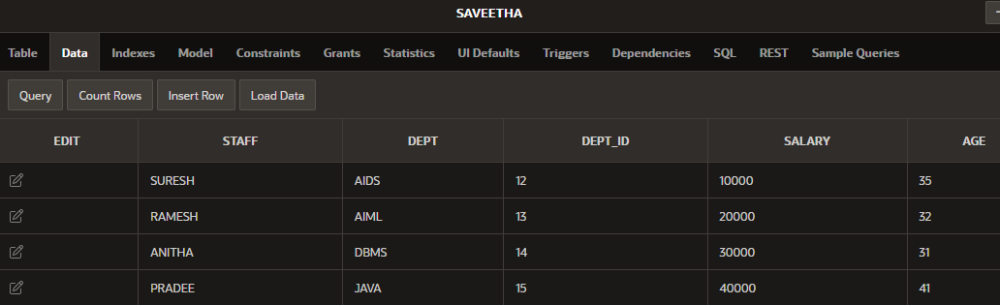 SAVEETHA
Table Data Indexes Model Constraints Grants Statistics UI Defaults Triggers Dependencies SQL REST Sample Queries
Query Count Rows Insert Row Load Data
EDIT STAFF DEPT DEPT_ID SALARY AGE
SURESH AIDS 12 10000 35
RAMESH AIML 13 20000 32
ANITHA DBMS 14 30000 31
PRADEE JAVA 15 40000 41